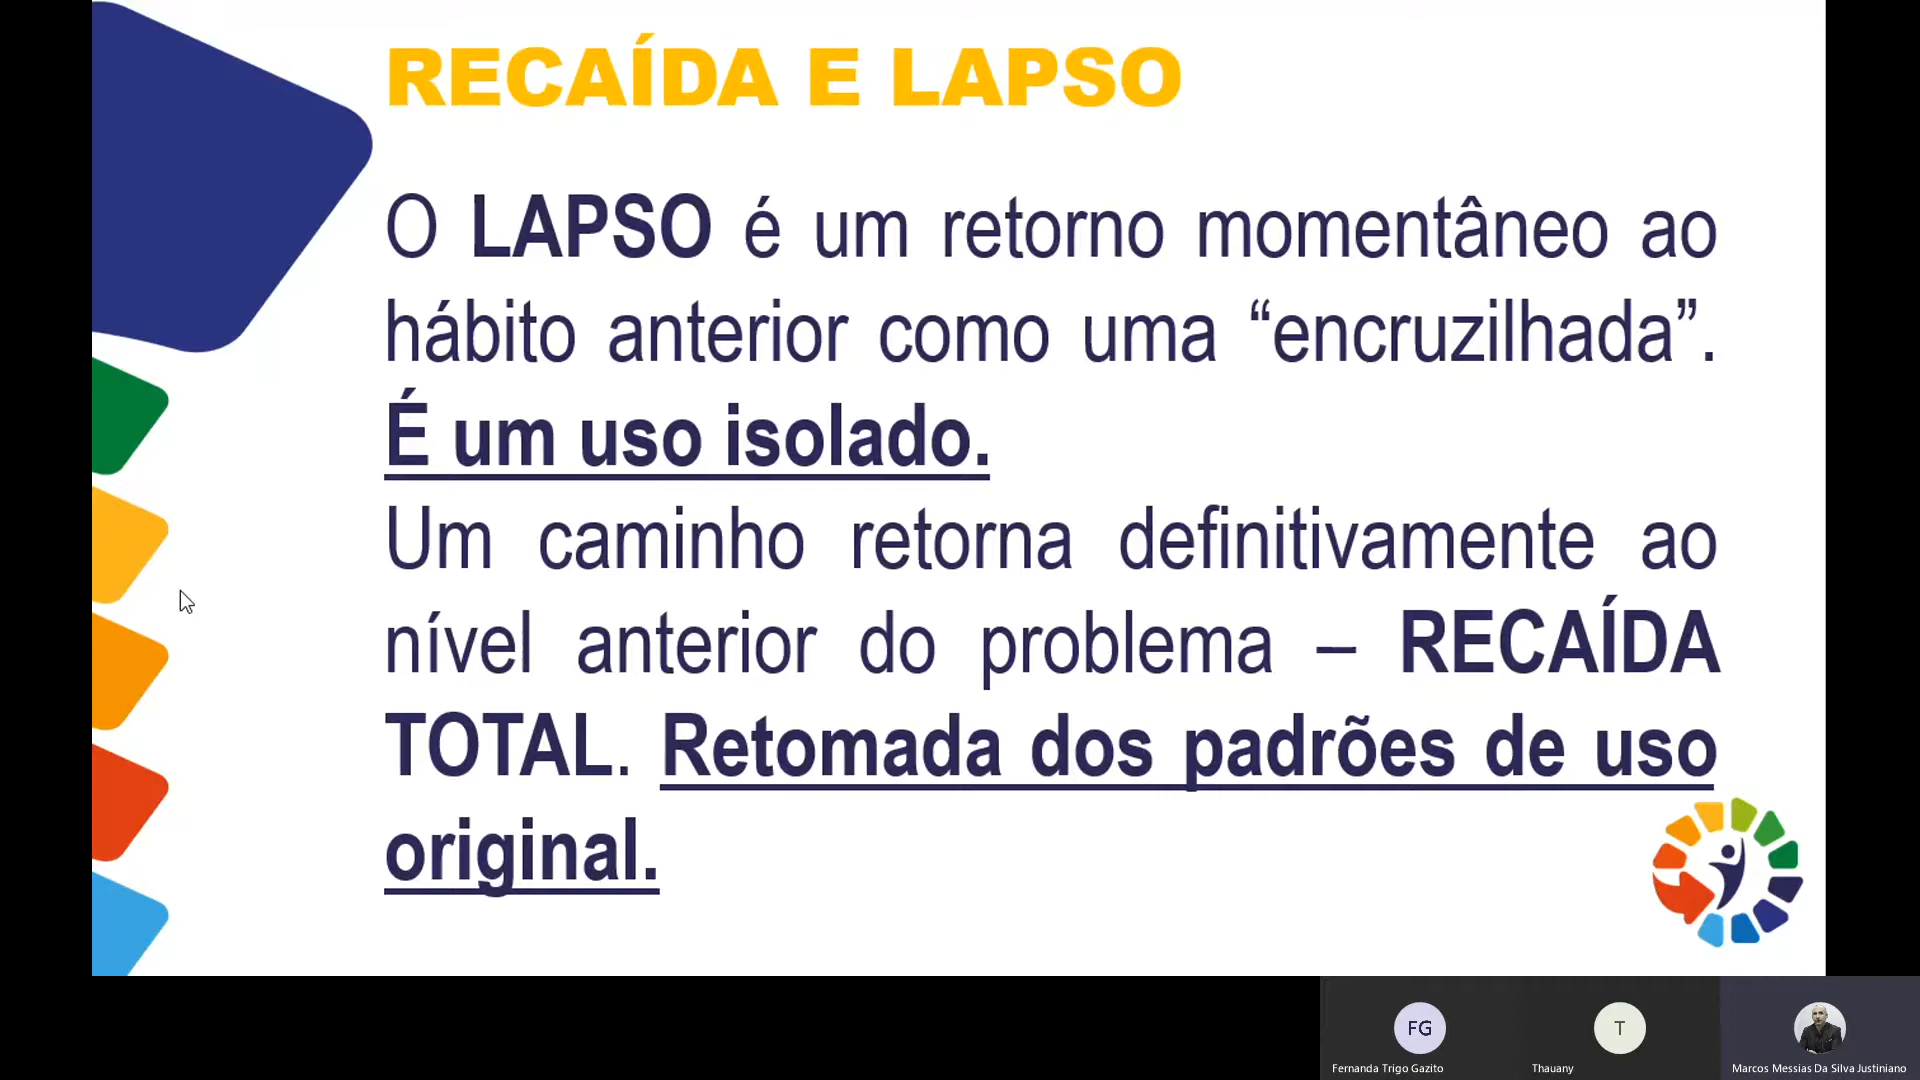 RECAÍDA E LAPSO
O LAPSO é um retorno momentâneo ao
hábito anterior como uma “encruzilhada”.
É um uso isolado.
Um caminho retorna definitivamente ao
nível anterior do problema – RECAÍDA
TOTAL. Retomada dos padrões de uso
original.
FG
T
Fernanda Trigo Gazito
Thauany
Marcos Messias Da Silva Justiniano